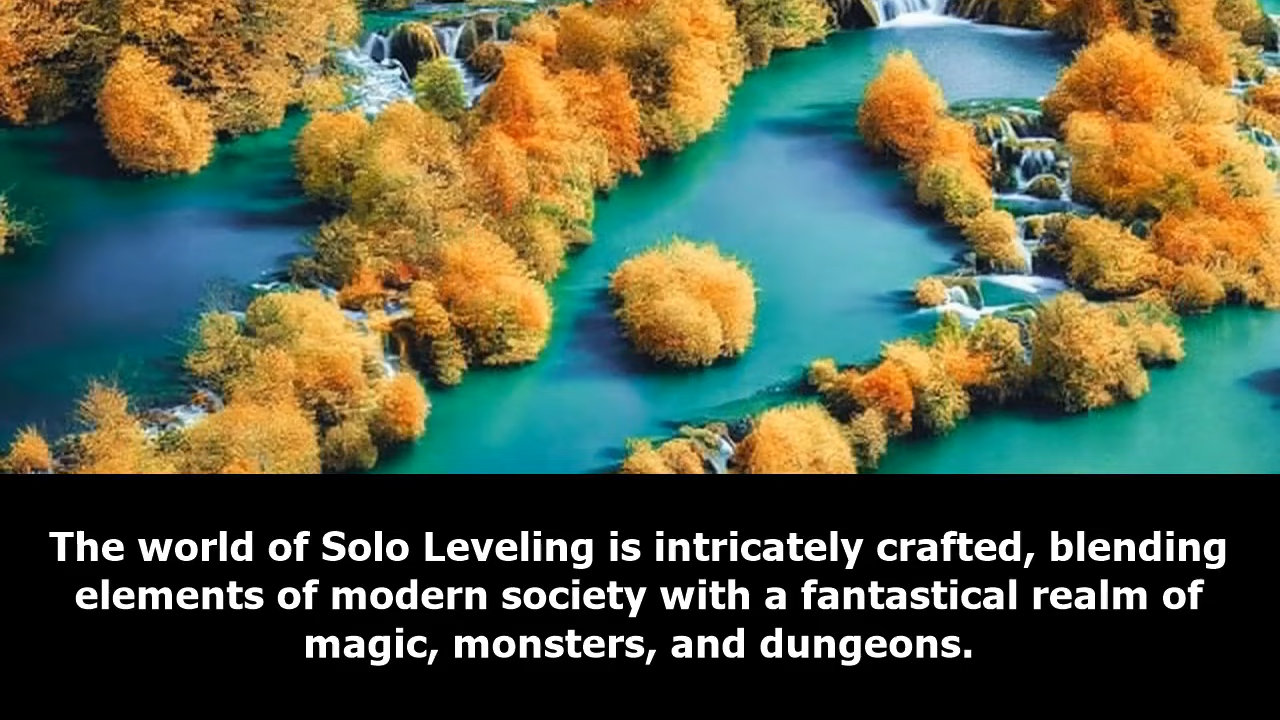 The world of Solo Leveling is intricately crafted, blending
elements of modern society with a fantastical realm of
magic, monsters, and dungeons.